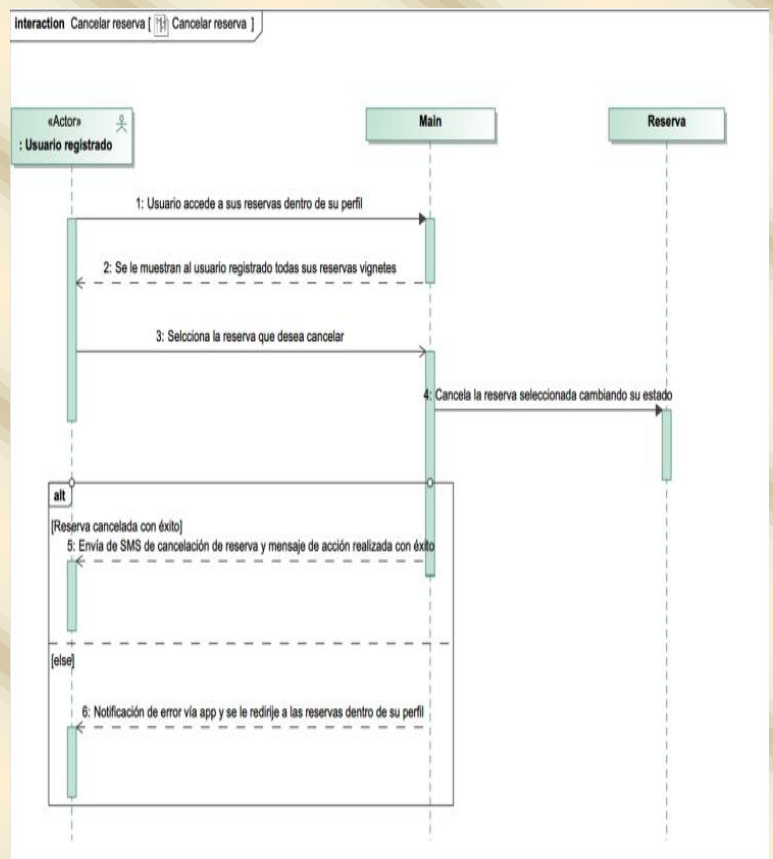 interaction Cancelar reserva [ Cancelar reserva ]
«Actor»
: Usuario registrado
Main
Reserva
1: Usuario accede a sus reservas dentro de su perfil
2: Se le muestran al usuario registrado todas sus reservas vignetes
3: Selcciona la reserva que desea cancelar
4: Cancela la reserva seleccionada cambiando su estado
alt
[Reserva cancelada con éxito]
5: Envía de SMS de cancelación de reserva y mensaje de acción realizada con éxito
[else]
6: Notificación de error vía app y se le redirije a las reservas dentro de su perfil